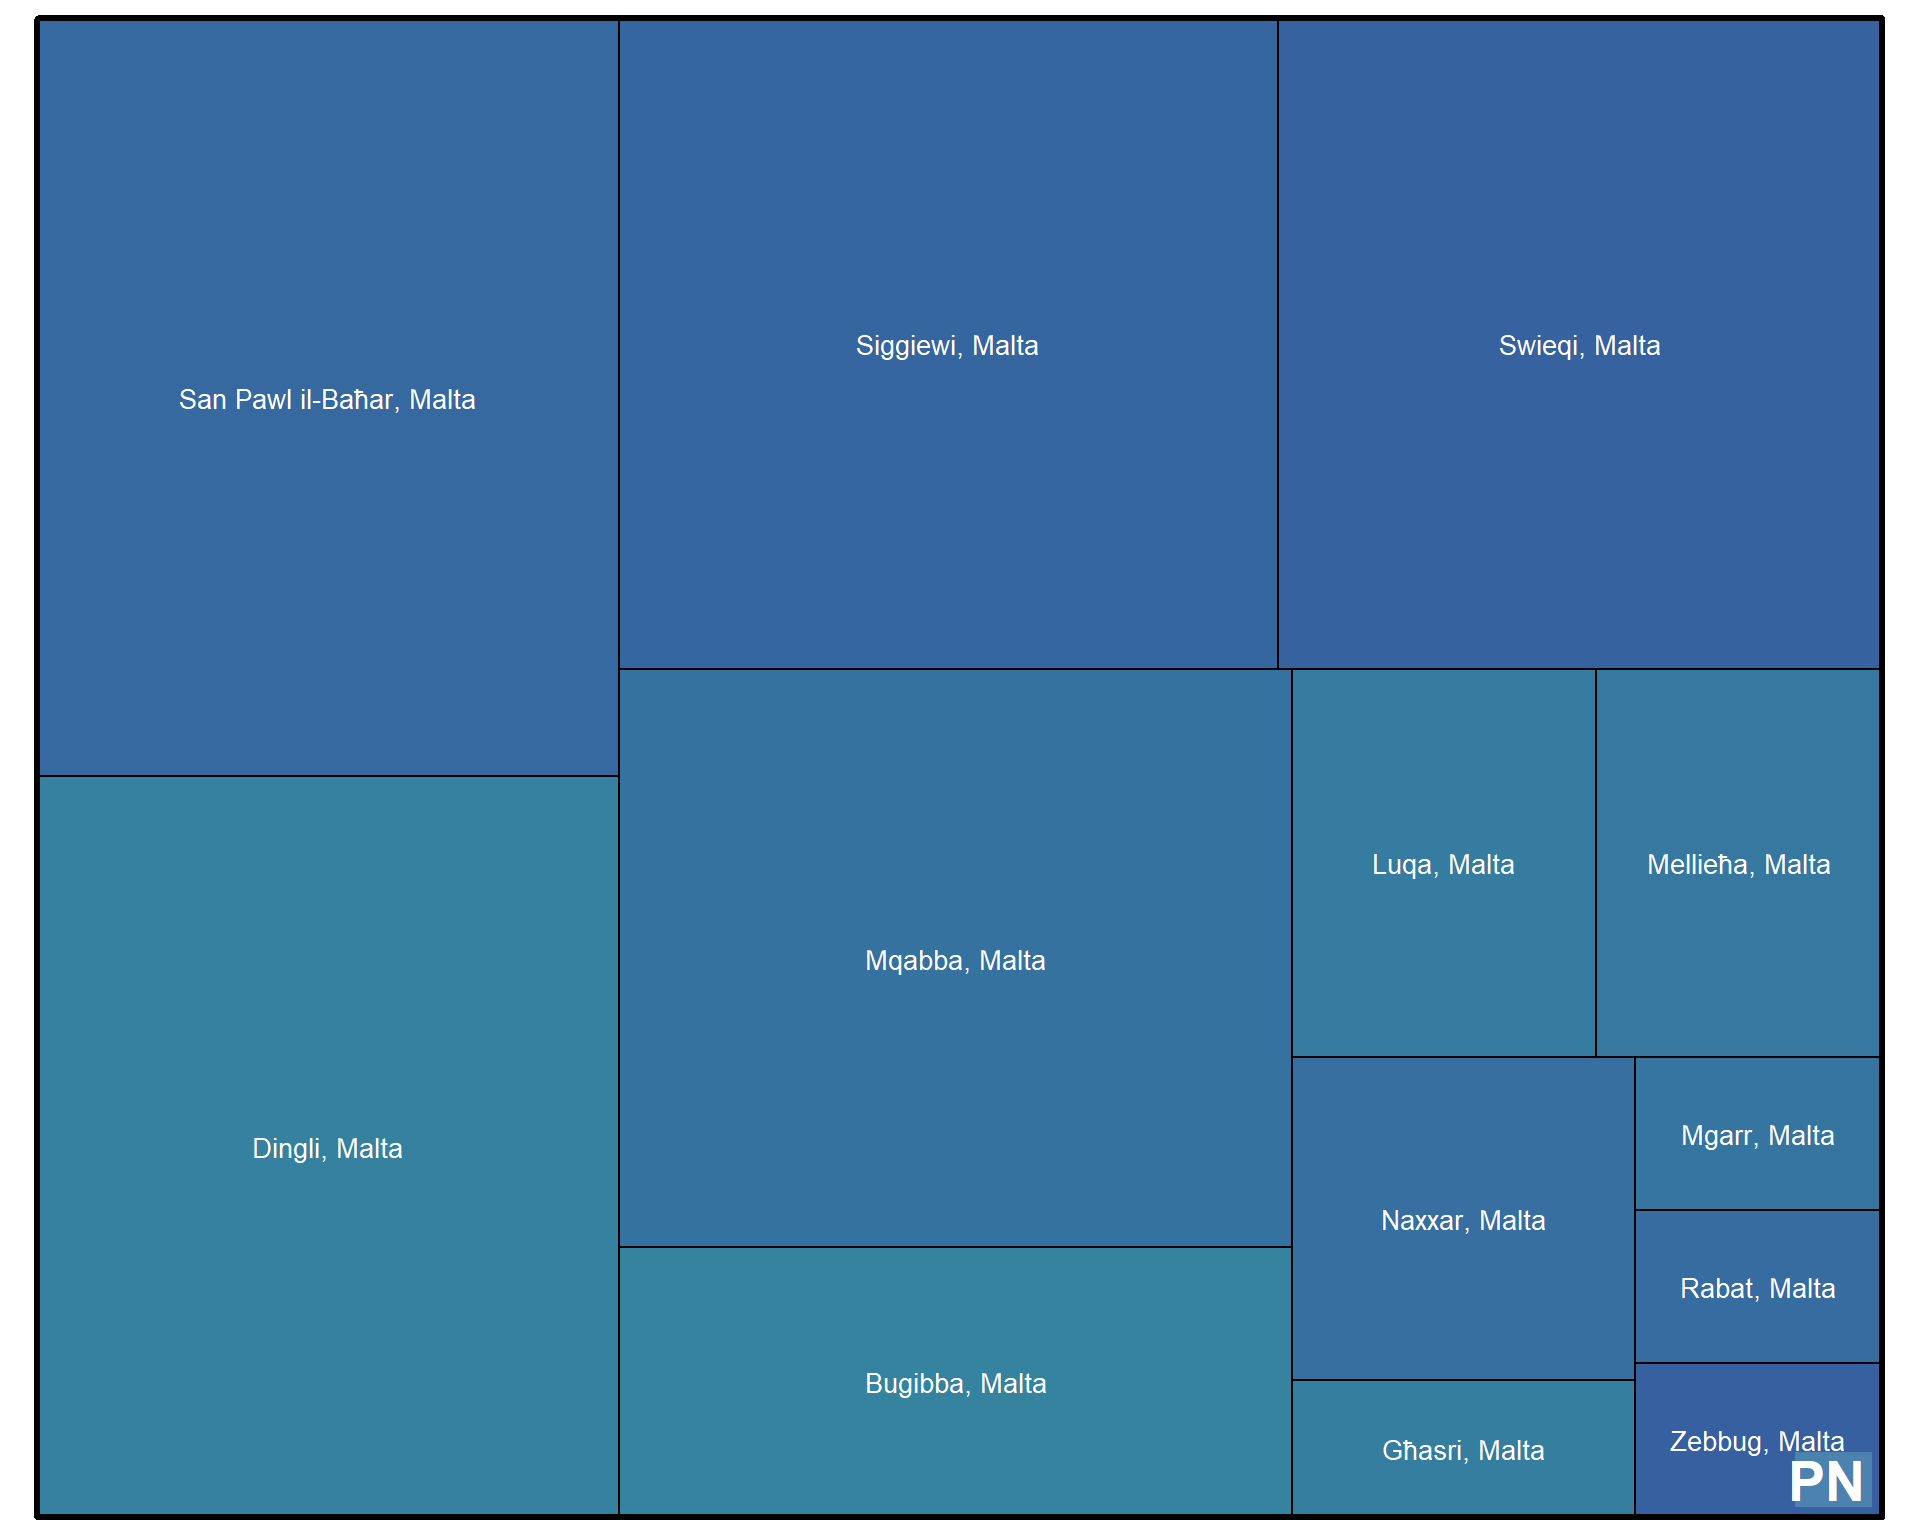 San Pawl il-Baħar, Malta
Siggiewi, Malta
Swieqi, Malta
Dingli, Malta
Mqabba, Malta
Bugibba, Malta
Luqa, Malta
Mellieħa, Malta
Naxxar, Malta
Għasri, Malta
Mgarr, Malta
Rabat, Malta
Zebbug, Malta
PN